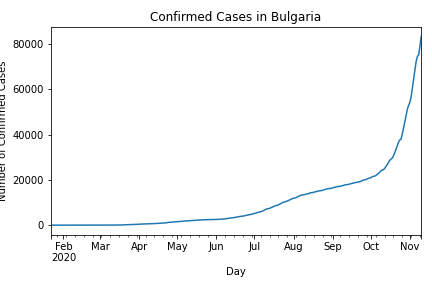 Confirmed Cases in Bulgaria
Number of Confirmed Cases
80000
60000
40000
20000
0
Feb Mar Apr May Jun Jul Aug Sep Oct Nov
2020
Day